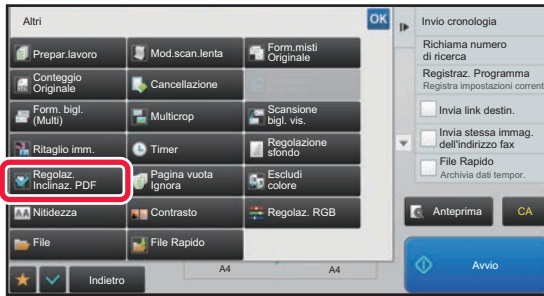 Altri
OK
Prepar.lavoro
Mod.scan.lenta
Form.misti
Originale
Conteggio
Originale
Cancellazione
Form. bigl.
(Multi)
Multicrop
Scansione
bigl. vis.
Ritaglio imm.
Timer
Regolazione
sfondo
Regolaz.
Inclinaz. PDF
Pagina vuota
Ignora
Escludi
colore
AA Nitidezza
Contrasto
Regolaz. RGB
File
File Rapido
Indietro
A4
A4
Invio cronologia
Richiama numero
di ricerca
Registraz. Programma
Registra impostazioni corrent
Invia link destin.
Invia stessa immag.
dell'indirizzo fax
File Rapido
Archivia dati tempor.
Anteprima
CA
Avvio